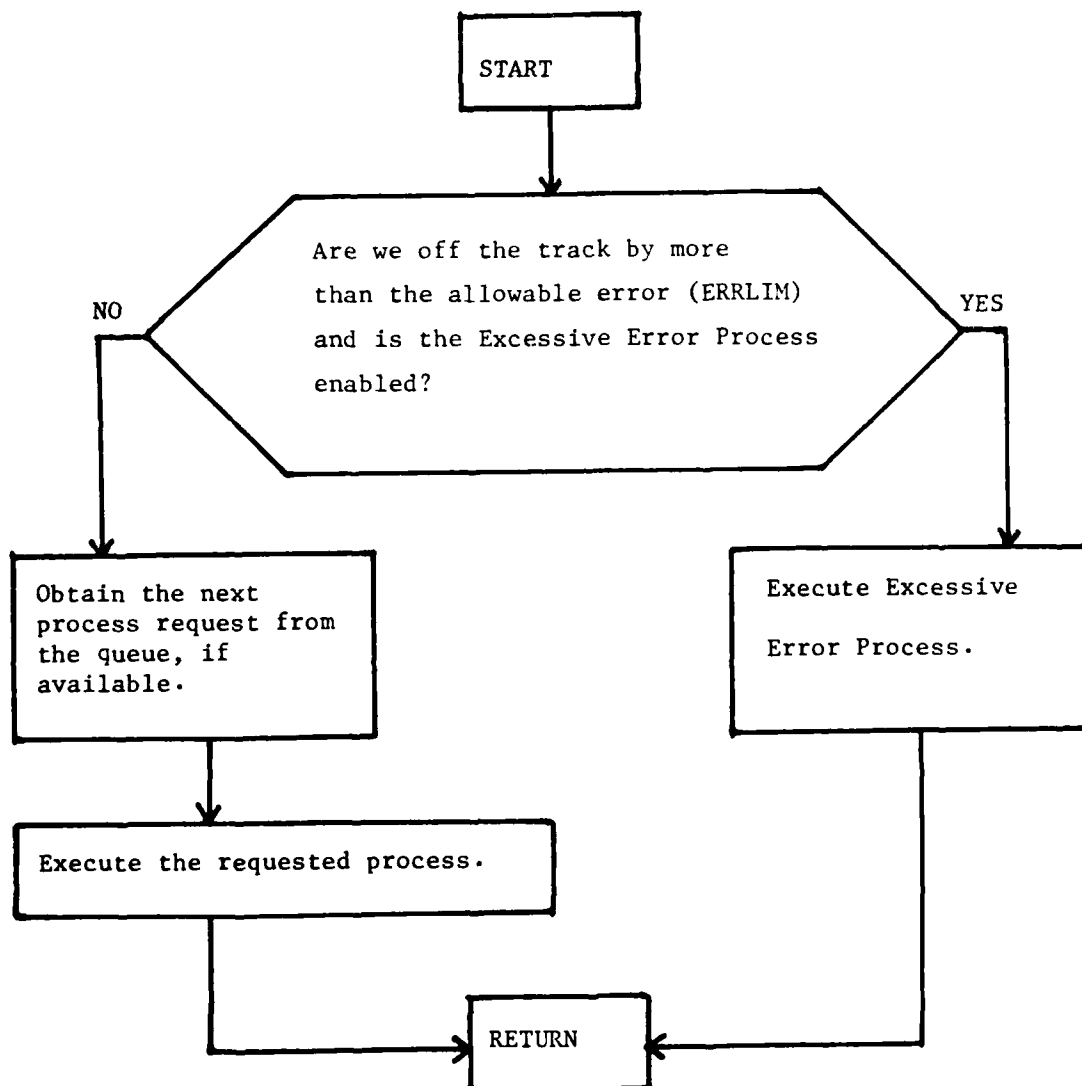 START
Are we off the track by more
than the allowable error (ERRLIM)
and is the Excessive Error Process
enabled?
NO
YES
Obtain the next
process request from
the queue, if
available.
Execute Excessive
Error Process.
Execute the requested process.
RETURN